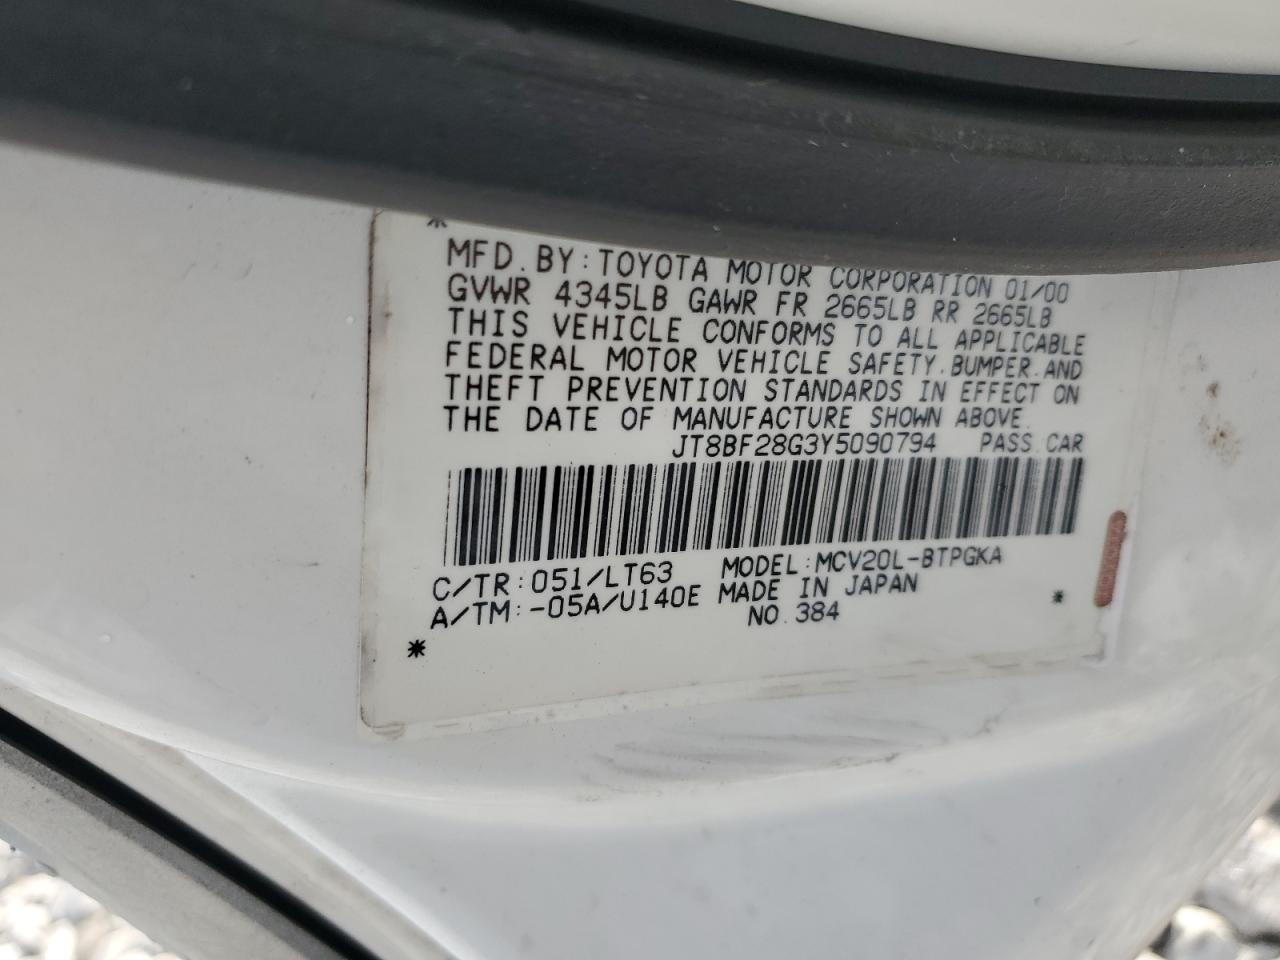 MFD. BY: TOYOTA MOTOR CORPORATION 01/00
GVWR 4345LB GAWR FR 2665LB RR 2665LB
THIS VEHICLE CONFORMS TO ALL APPLICABLE
FEDERAL MOTOR VEHICLE SAFETY, BUMPER, AND
THEFT PREVENTION STANDARDS IN EFFECT ON
THE DATE OF MANUFACTURE SHOWN ABOVE.
JT8BF28G3Y5090794 PASS. CAR
C/TR: 051/LT63 MODEL: MCV20L-BTPGKA
A/TM: -05A/U140E MADE IN JAPAN
NO. 384